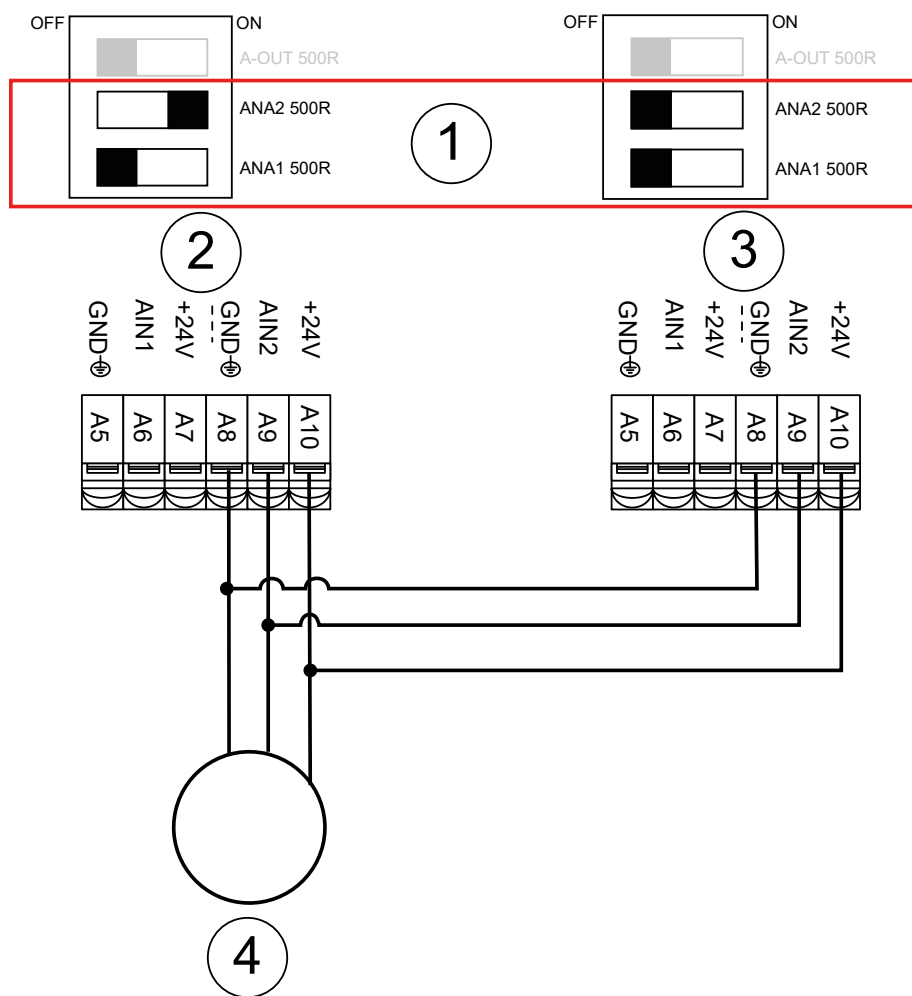 OFF ON
A-OUT 500R
ANA2 500R
ANA1 500R
OFF ON
A-OUT 500R
ANA2 500R
ANA1 500R
1
2
3
GND
AIN1
+24V
GND
AIN2
+24V
GND
AIN1
+24V
GND
AIN2
+24V
A5
A6
A7
A8
A9
A10
A5
A6
A7
A8
A9
A10
4